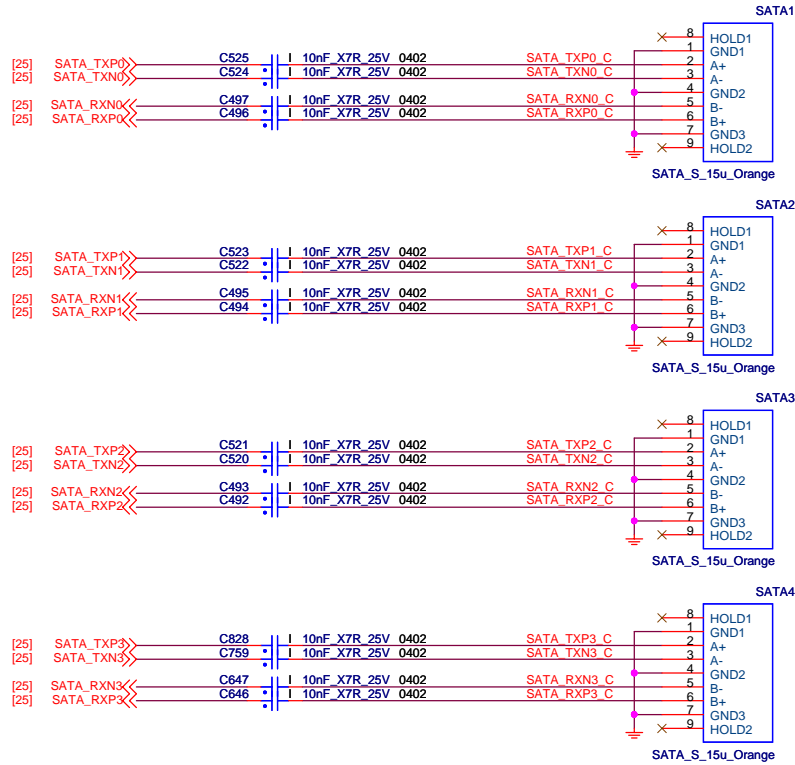 SATA1
8 HOLD1
1 GND1
[25] SATA_TXP0 C525 I 10nF_X7R_25V 0402 SATA_TXP0_C 2 A+
[25] SATA_TXN0 C524 I 10nF_X7R_25V 0402 SATA_TXN0_C 3 A-
4 GND2
[25] SATA_RXN0 C497 I 10nF_X7R_25V 0402 SATA_RXN0_C 5 B-
[25] SATA_RXP0 C496 I 10nF_X7R_25V 0402 SATA_RXP0_C 6 B+
7 GND3
9 HOLD2
SATA_S_15u_Orange
SATA2
8 HOLD1
1 GND1
[25] SATA_TXP1 C523 I 10nF_X7R_25V 0402 SATA_TXP1_C 2 A+
[25] SATA_TXN1 C522 I 10nF_X7R_25V 0402 SATA_TXN1_C 3 A-
4 GND2
[25] SATA_RXN1 C495 I 10nF_X7R_25V 0402 SATA_RXN1_C 5 B-
[25] SATA_RXP1 C494 I 10nF_X7R_25V 0402 SATA_RXP1_C 6 B+
7 GND3
9 HOLD2
SATA_S_15u_Orange
SATA3
8 HOLD1
1 GND1
[25] SATA_TXP2 C521 I 10nF_X7R_25V 0402 SATA_TXP2_C 2 A+
[25] SATA_TXN2 C520 I 10nF_X7R_25V 0402 SATA_TXN2_C 3 A-
4 GND2
[25] SATA_RXN2 C493 I 10nF_X7R_25V 0402 SATA_RXN2_C 5 B-
[25] SATA_RXP2 C492 I 10nF_X7R_25V 0402 SATA_RXP2_C 6 B+
7 GND3
9 HOLD2
SATA_S_15u_Orange
SATA4
8 HOLD1
1 GND1
[25] SATA_TXP3 C828 I 10nF_X7R_25V 0402 SATA_TXP3_C 2 A+
[25] SATA_TXN3 C759 I 10nF_X7R_25V 0402 SATA_TXN3_C 3 A-
4 GND2
[25] SATA_RXN3 C647 I 10nF_X7R_25V 0402 SATA_RXN3_C 5 B-
[25] SATA_RXP3 C646 I 10nF_X7R_25V 0402 SATA_RXP3_C 6 B+
7 GND3
9 HOLD2
SATA_S_15u_Orange